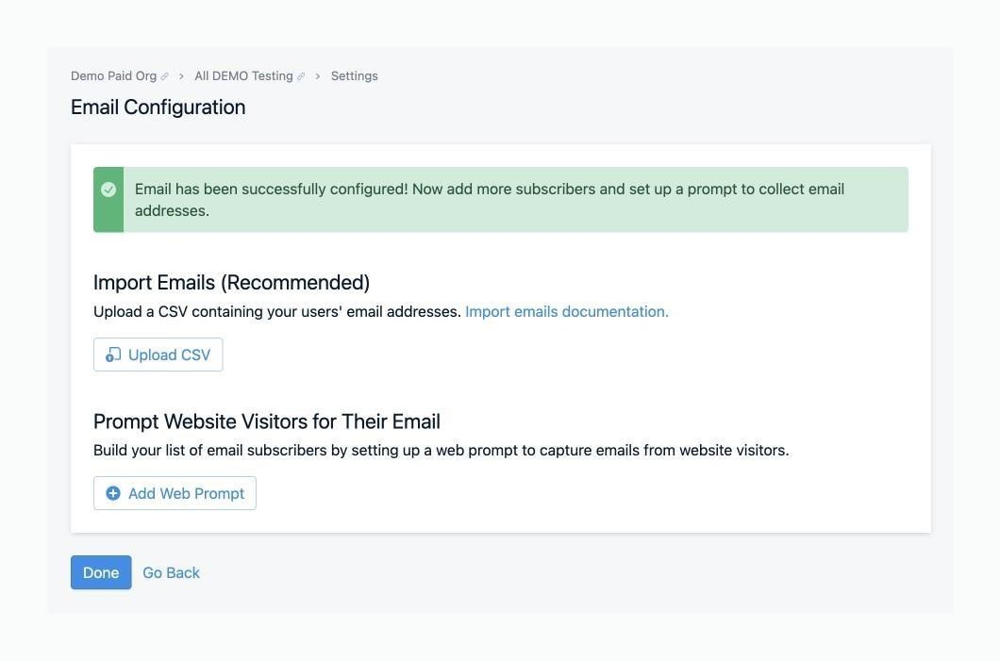 Demo Paid Org > All DEMO Testing > Settings
Email Configuration
Email has been successfully configured! Now add more subscribers and set up a prompt to collect email
addresses.
Import Emails (Recommended)
Upload a CSV containing your users' email addresses. Import emails documentation.
Upload CSV
Prompt Website Visitors for Their Email
Build your list of email subscribers by setting up a web prompt to capture emails from website visitors.
Add Web Prompt
Done Go Back